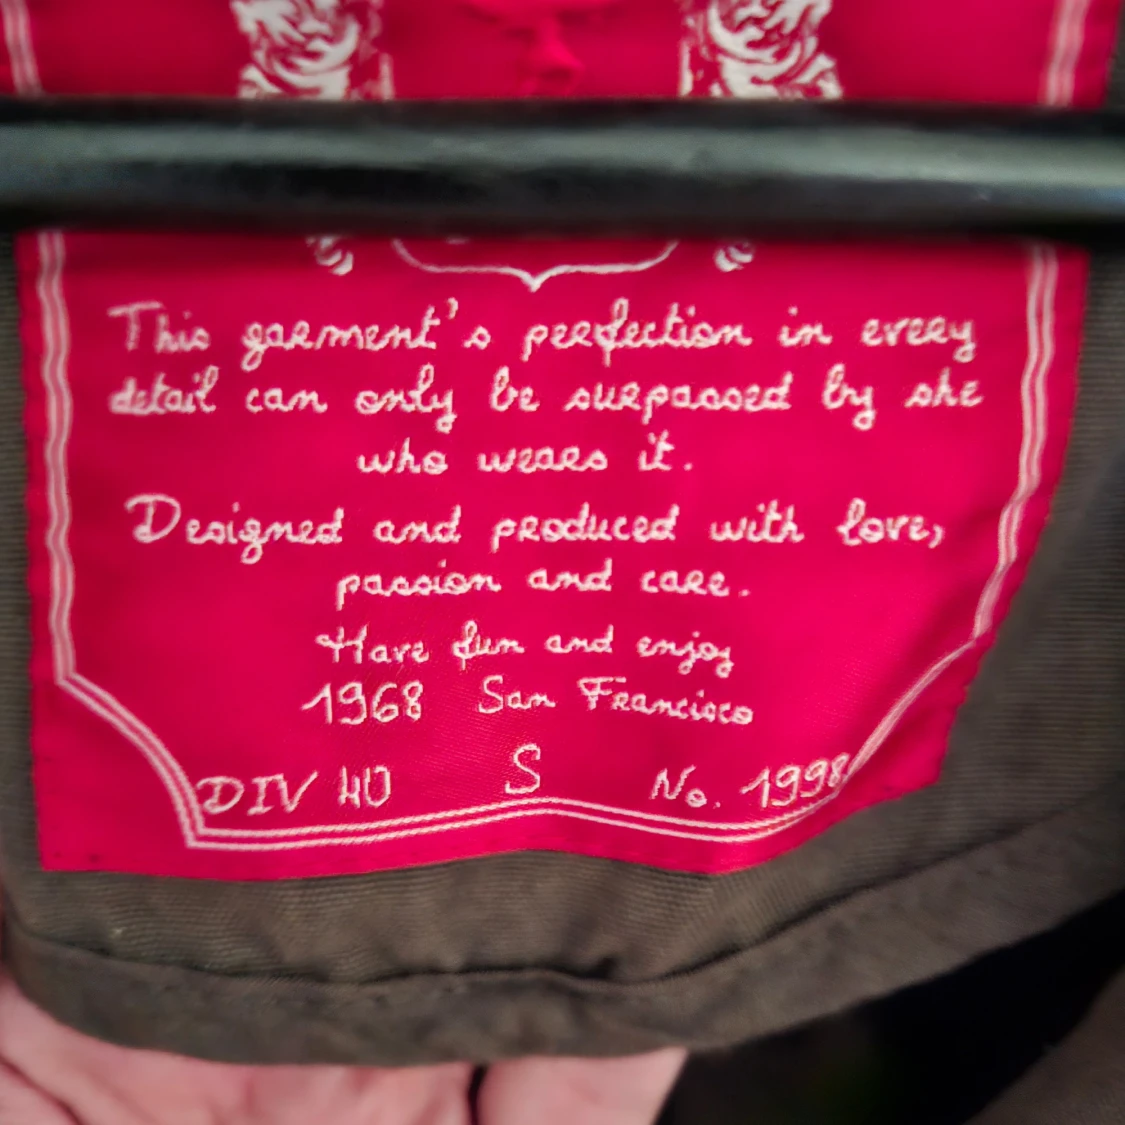 This garment's perfection in every
detail can only be surpassed by she
who wears it.
Designed and produced with love,
passion and care.
Have fun and enjoy
1968 San Francisco
DIV 40 S No. 1998